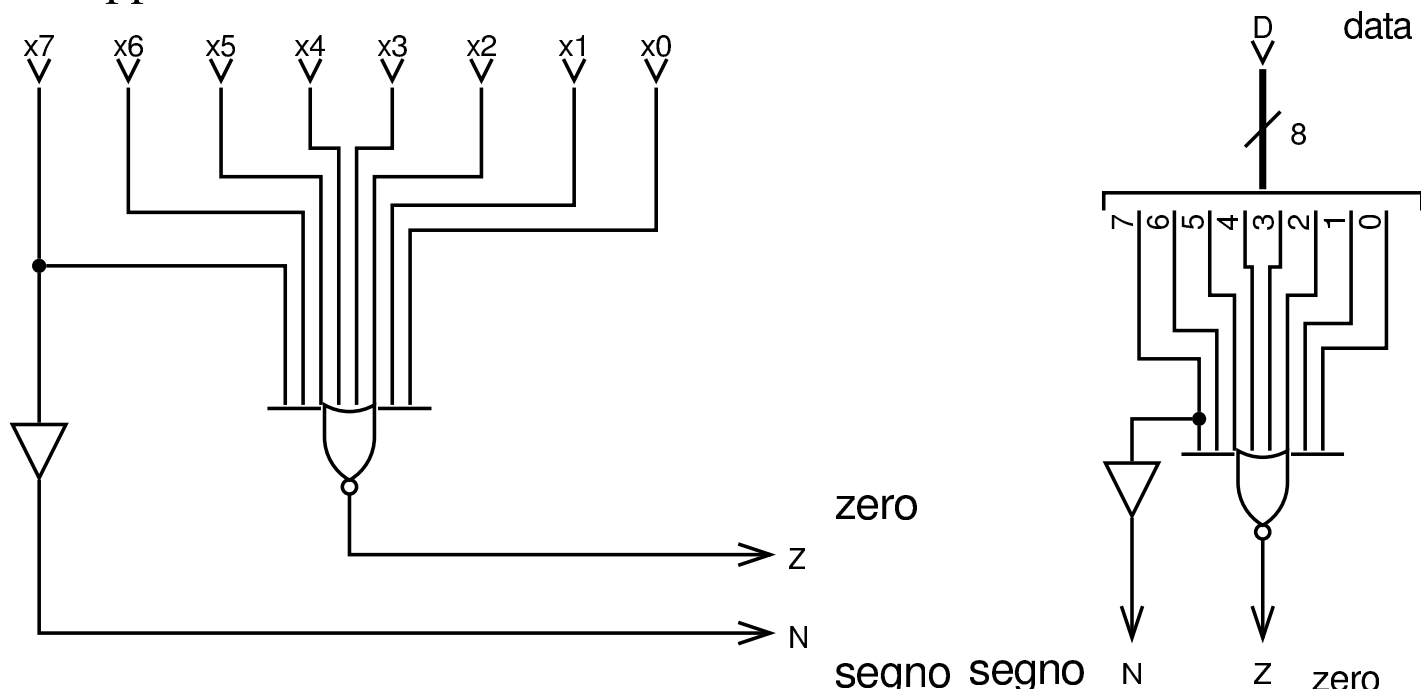 x7 x6 x5 x4 x3 x2 x1 x0
zero
Z
N
segno
D data
8
7 6 5 4 3 2 1 0
segno N Z zero